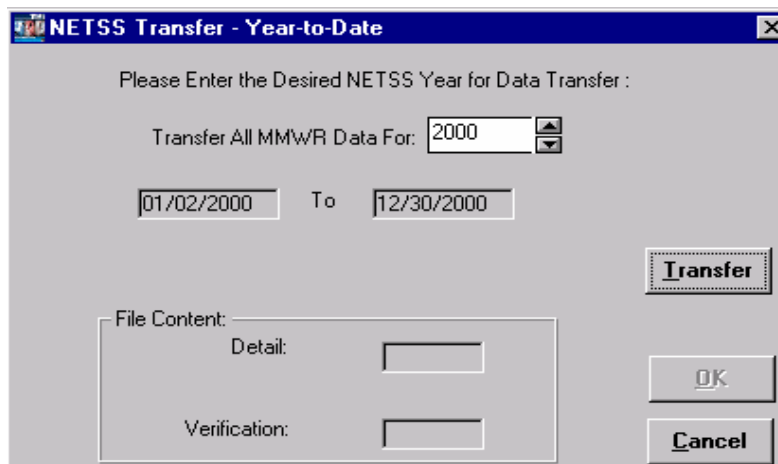 NETSS Transfer - Year-to-Date
Please Enter the Desired NETSS Year for Data Transfer :
Transfer All MMWR Data For: 2000
01/02/2000 To 12/30/2000
Transfer
File Content:
Detail:
OK
Verification:
Cancel